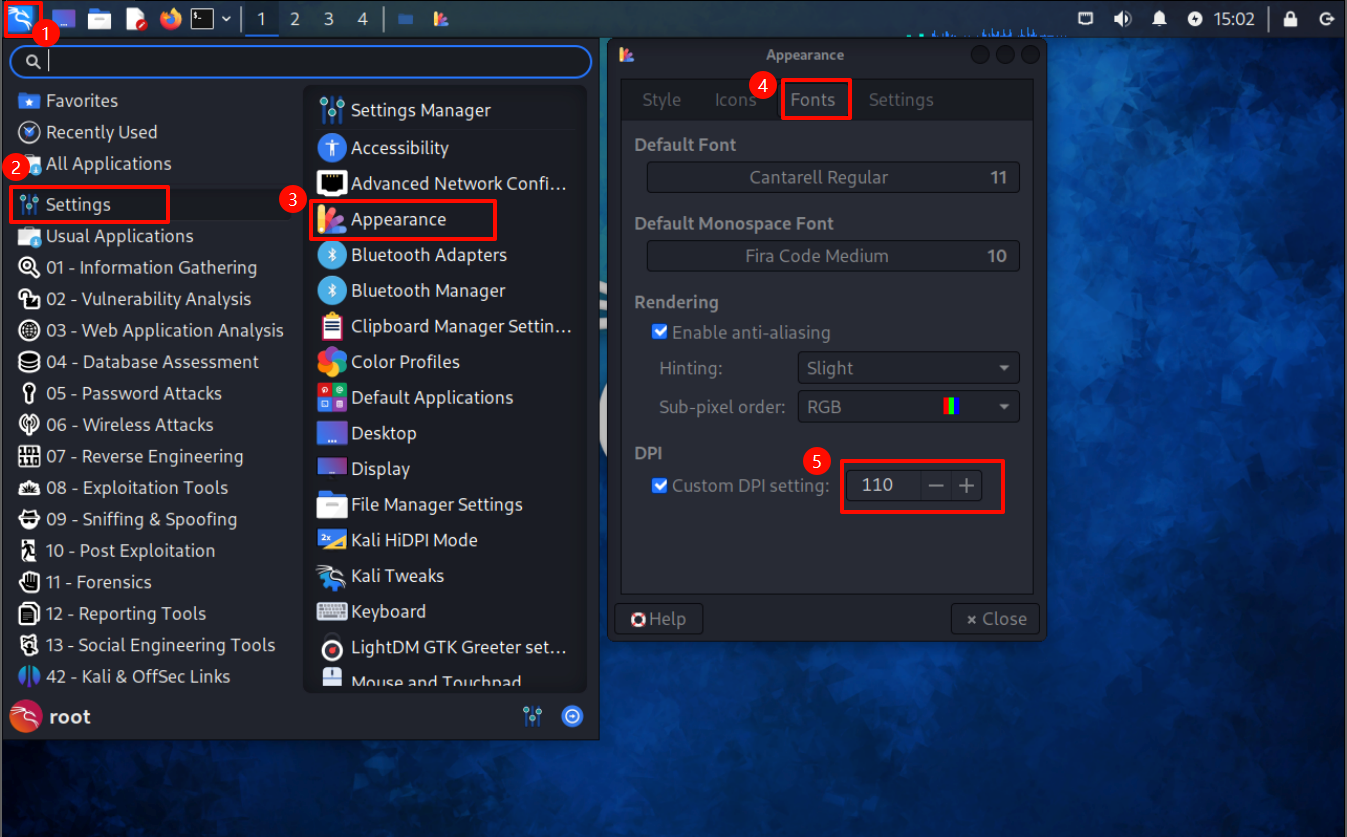 1 2 3 4
15:02
1
Favorites
Recently Used
2
All Applications
Settings
Usual Applications
01 - Information Gathering
02 - Vulnerability Analysis
03 - Web Application Analysis
04 - Database Assessment
05 - Password Attacks
06 - Wireless Attacks
07 - Reverse Engineering
08 - Exploitation Tools
09 - Sniffing & Spoofing
10 - Post Exploitation
11 - Forensics
12 - Reporting Tools
13 - Social Engineering Tools
42 - Kali & OffSec Links
root
Settings Manager
Accessibility
Advanced Network Confi...
3
Appearance
Bluetooth Adapters
Bluetooth Manager
Clipboard Manager Settin...
Color Profiles
Default Applications
Desktop
Display
File Manager Settings
2x
Kali HiDPI Mode
Kali Tweaks
Keyboard
LightDM GTK Greeter set...
Mouse and Touchpad
Appearance
4
Style Icons Fonts Settings
Default Font
Cantarell Regular 11
Default Monospace Font
Fira Code Medium 10
Rendering
Enable anti-aliasing
Hinting: Slight
Sub-pixel order: RGB
DPI
5
Custom DPI setting: 110 − +
Help × Close